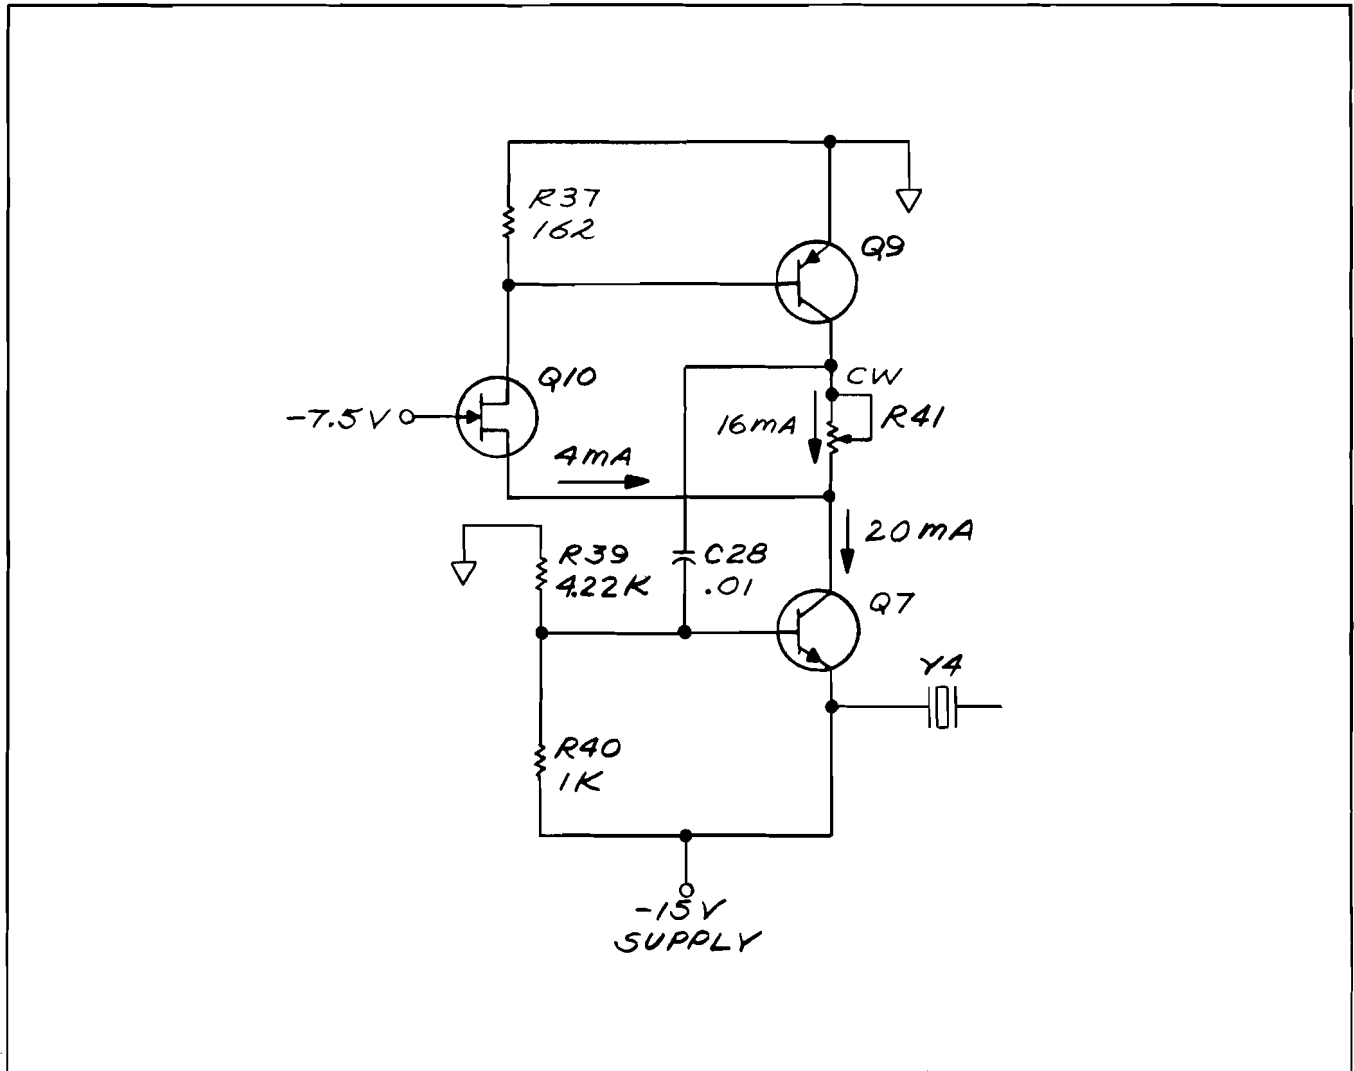 R37
162
Q9
Q10
CW
-7.5V
16mA
R41
4mA
20mA
R39
4.22K
C28
.01
Q7
Y4
R40
1K
-15V
SUPPLY